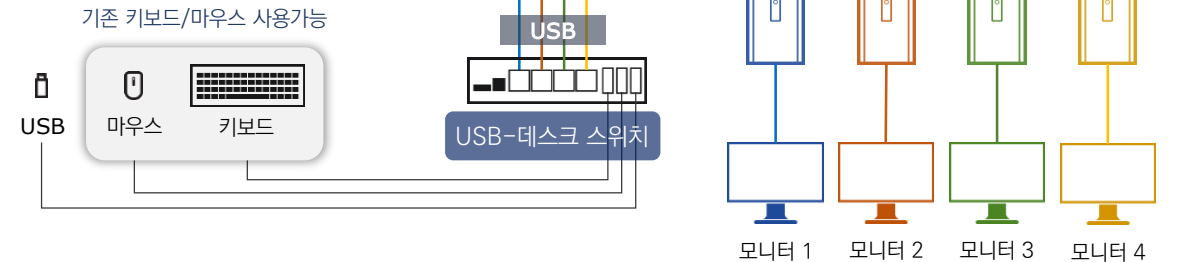 기존 키보드/마우스 사용가능
USB
USB
마우스
키보드
USB-데스크 스위치
모니터 1
모니터 2
모니터 3
모니터 4